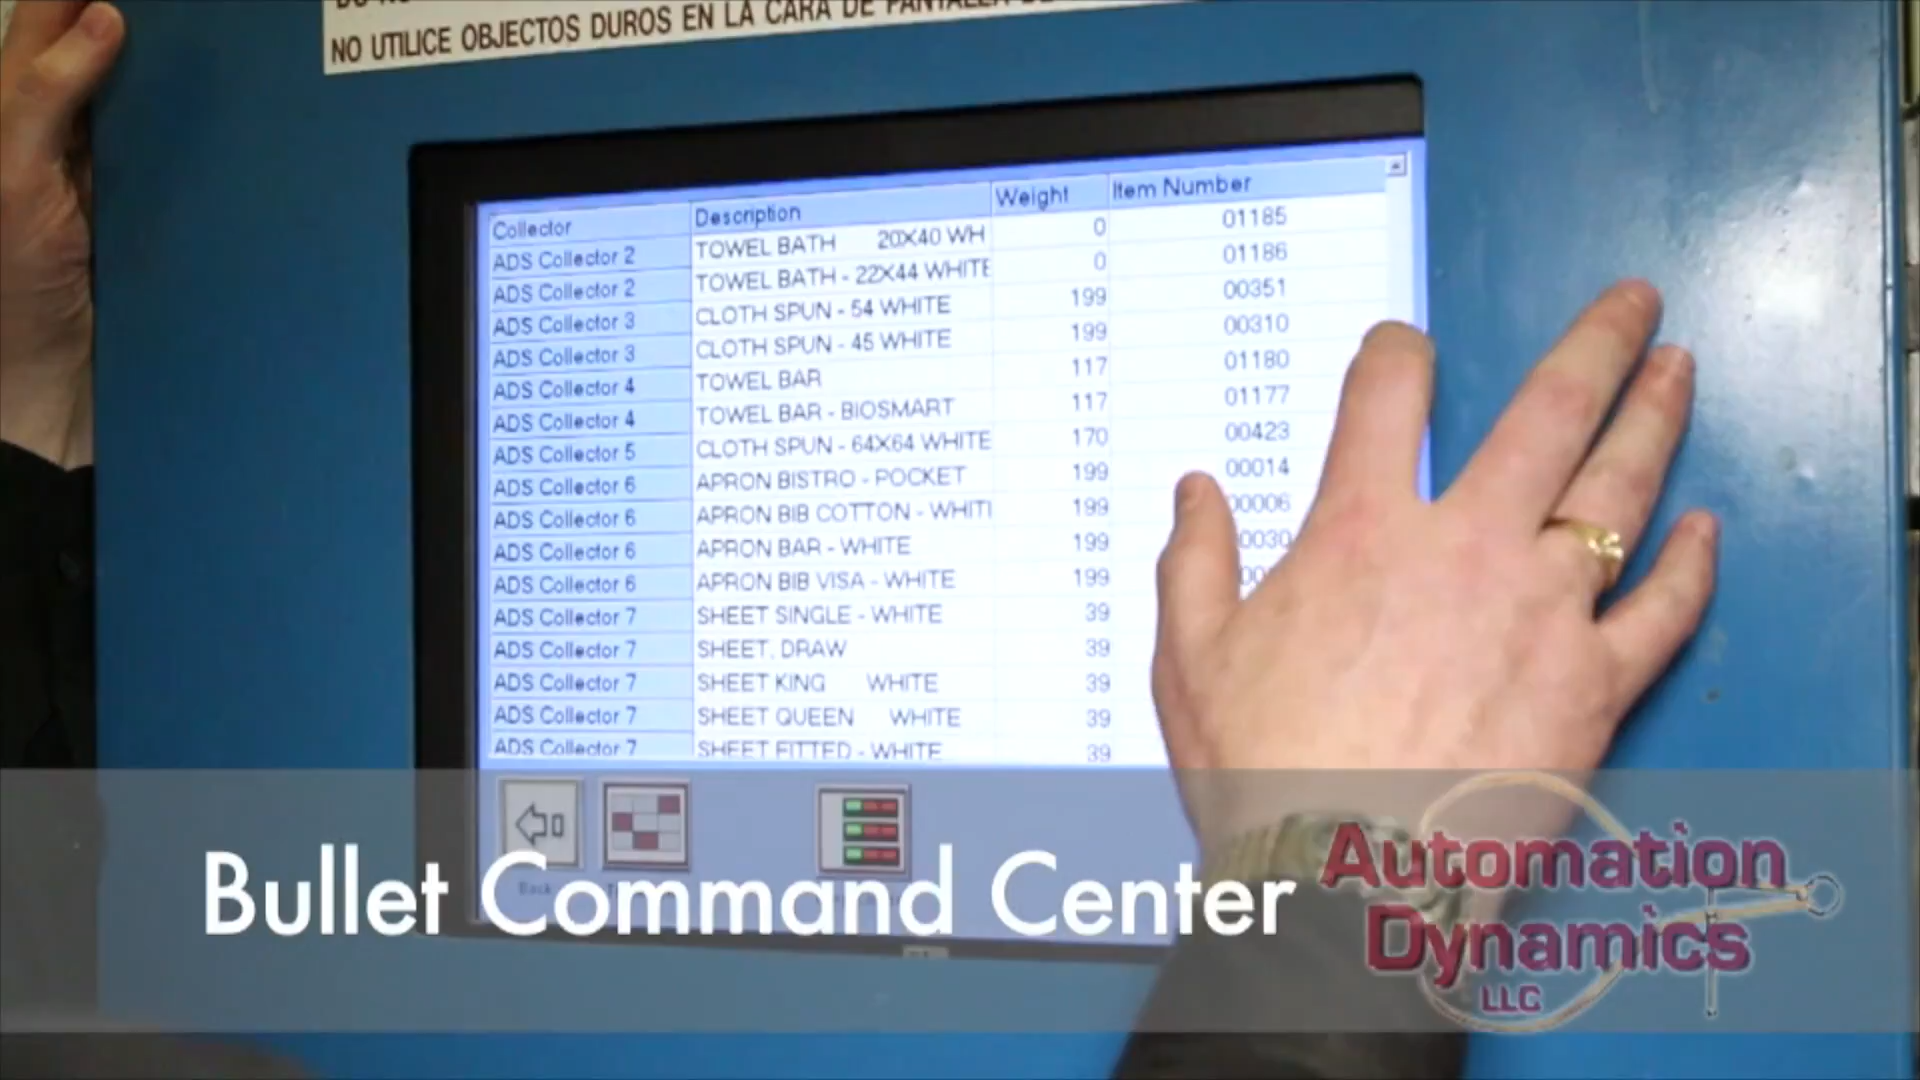 NO UTILICE OBJECTOS DUROS EN LA CARA DE PANTALLA
Collector Description Weight Item Number
ADS Collector 2 TOWEL BATH 20X40 WH 0 01185
ADS Collector 2 TOWEL BATH - 22X44 WHITE 0 01186
ADS Collector 3 CLOTH SPUN - 54 WHITE 199 00351
ADS Collector 3 CLOTH SPUN - 45 WHITE 199 00310
ADS Collector 4 TOWEL BAR 117 01180
ADS Collector 4 TOWEL BAR - BIOSMART 117 01177
ADS Collector 5 CLOTH SPUN - 64X64 WHITE 170 00423
ADS Collector 6 APRON BISTRO - POCKET 199 00014
ADS Collector 6 APRON BIB COTTON - WHIT 199 00006
ADS Collector 6 APRON BAR - WHITE 199 0030
ADS Collector 6 APRON BIB VISA - WHITE 199
ADS Collector 7 SHEET SINGLE - WHITE 39
ADS Collector 7 SHEET, DRAW 39
ADS Collector 7 SHEET KING WHITE 39
ADS Collector 7 SHEET QUEEN WHITE 39
ADS Collector 7 SHEET FITTED - WHITE 39
Back
Bullet Command Center
Automation
Dynamics
LLC